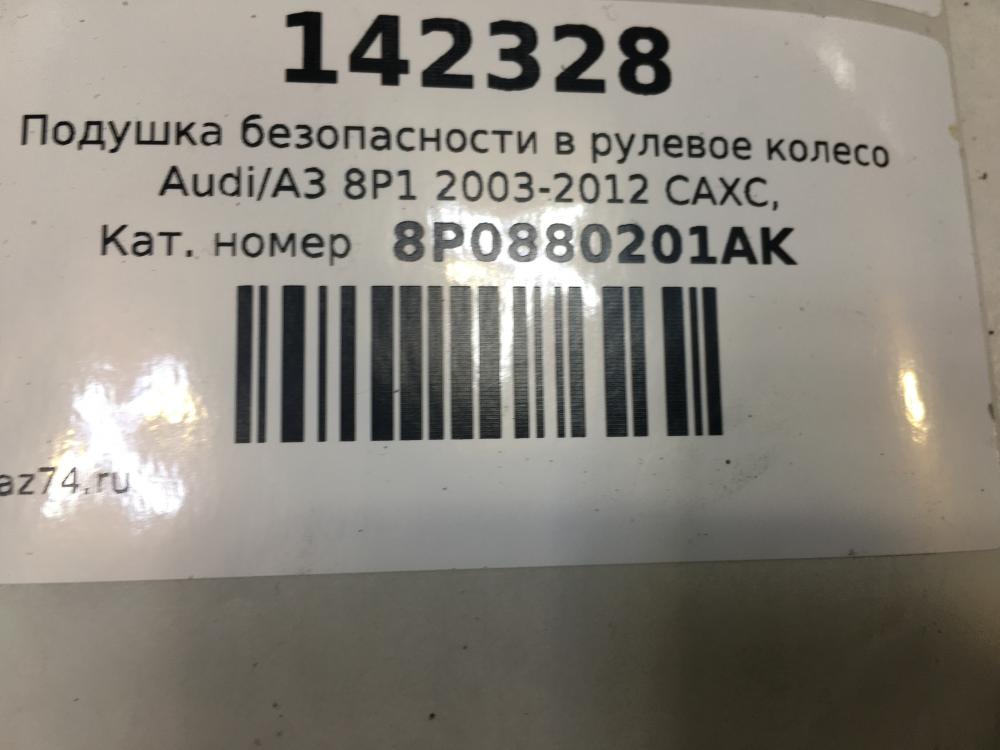 142328
Подушка безопасности в рулевое колесо
Audi/A3 8P1 2003-2012 CAXC,
Кат. номер 8P0880201AK
az74.ru